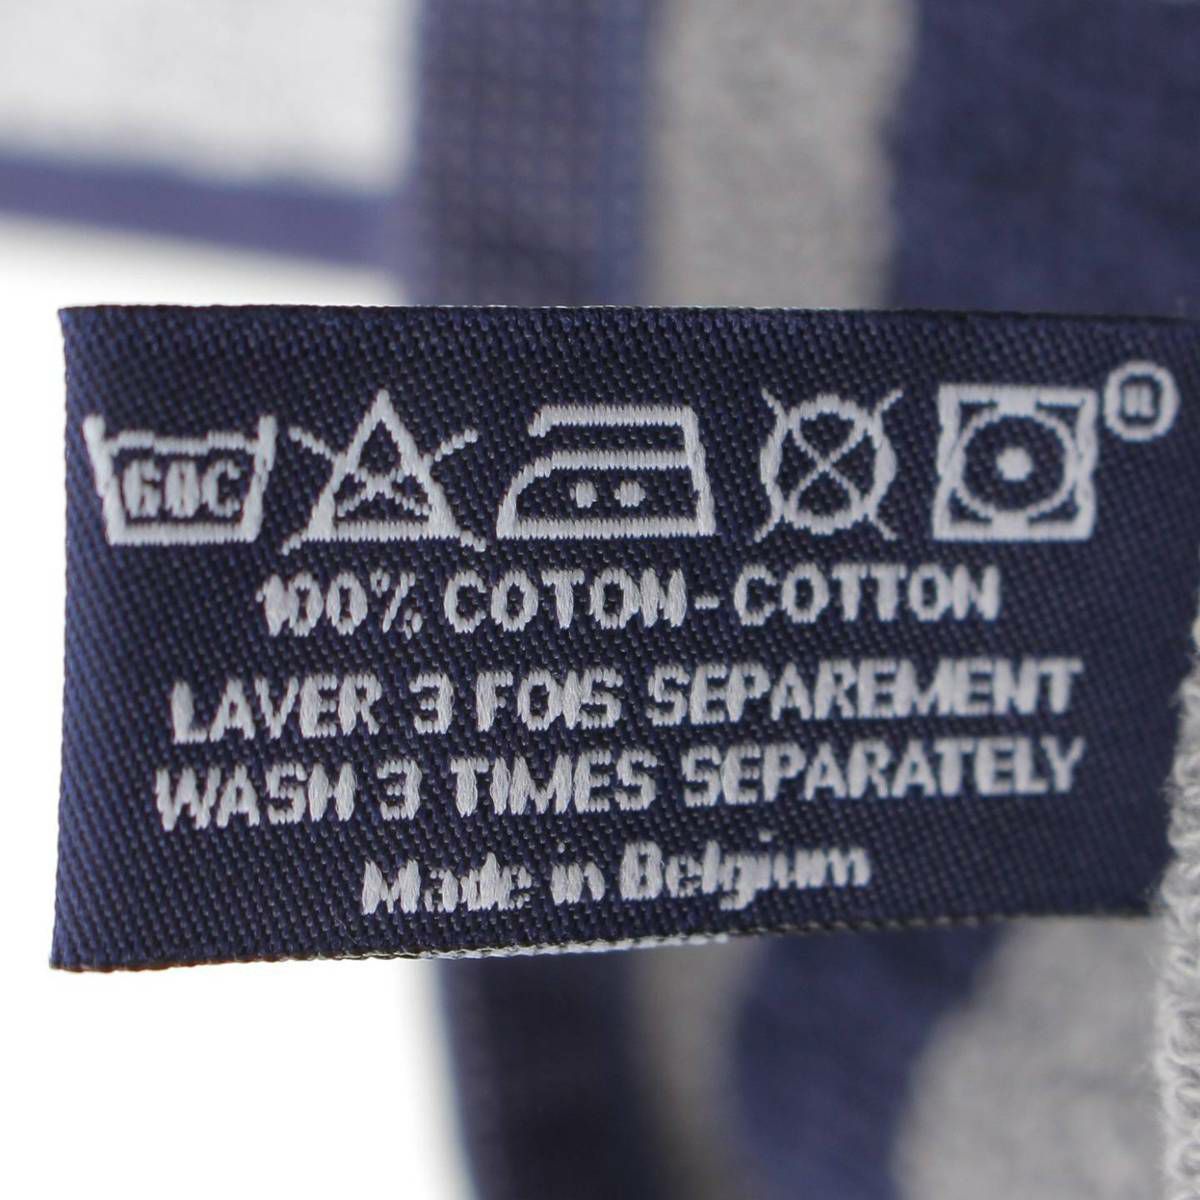 60C ®
100% COTON-COTTON
LAVER 3 FOIS SEPAREMENT
WASH 3 TIMES SEPARATELY
Made in Belgium